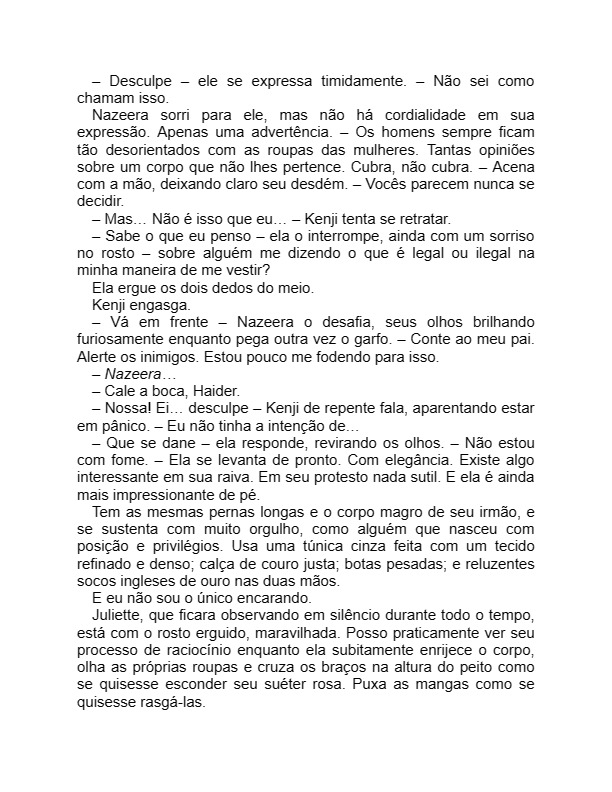 – Desculpe – ele se expressa timidamente. – Não sei como
chamam isso.
Nazeera sorri para ele, mas não há cordialidade em sua
expressão. Apenas uma advertência. – Os homens sempre ficam
tão desorientados com as roupas das mulheres. Tantas opiniões
sobre um corpo que não lhes pertence. Cubra, não cubra. – Acena
com a mão, deixando claro seu desdém. – Vocês parecem nunca se
decidir.
– Mas… Não é isso que eu… – Kenji tenta se retratar.
– Sabe o que eu penso – ela o interrompe, ainda com um sorriso
no rosto – sobre alguém me dizendo o que é legal ou ilegal na
minha maneira de me vestir?
Ela ergue os dois dedos do meio.
Kenji engasga.
– Vá em frente – Nazeera o desafia, seus olhos brilhando
furiosamente enquanto pega outra vez o garfo. – Conte ao meu pai.
Alerte os inimigos. Estou pouco me fodendo para isso.
– Nazeera…
– Cale a boca, Haider.
– Nossa! Ei… desculpe – Kenji de repente fala, aparentando estar
em pânico. – Eu não tinha a intenção de…
– Que se dane – ela responde, revirando os olhos. – Não estou
com fome. – Ela se levanta de pronto. Com elegância. Existe algo
interessante em sua raiva. Em seu protesto nada sutil. E ela é ainda
mais impressionante de pé.
Tem as mesmas pernas longas e o corpo magro de seu irmão, e
se sustenta com muito orgulho, como alguém que nasceu com
posição e privilégios. Usa uma túnica cinza feita com um tecido
refinado e denso; calça de couro justa; botas pesadas; e reluzentes
socos ingleses de ouro nas duas mãos.
E eu não sou o único encarando.
Juliette, que ficara observando em silêncio durante todo o tempo,
está com o rosto erguido, maravilhada. Posso praticamente ver seu
processo de raciocínio enquanto ela subitamente enrijece o corpo,
olha as próprias roupas e cruza os braços na altura do peito como
se quisesse esconder seu suéter rosa. Puxa as mangas como se
quisesse rasgá-las.